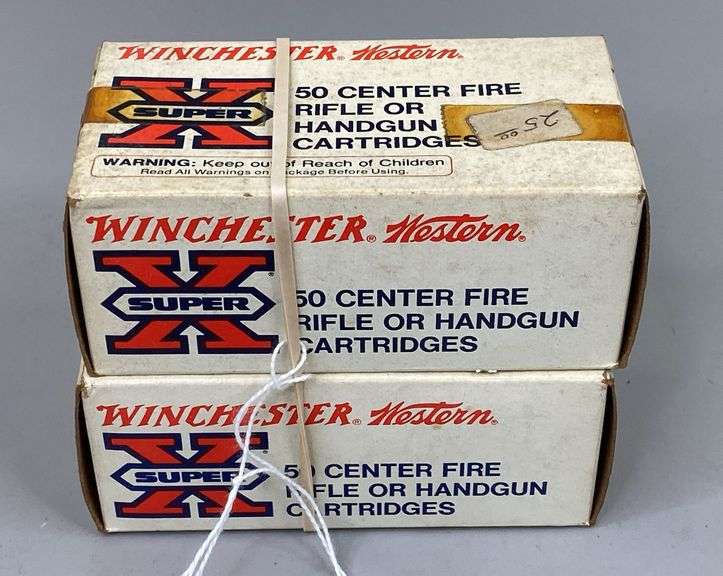 WINCHESTER® Western®
X
SUPER
50 CENTER FIRE
RIFLE OR
HANDGUN
CARTRIDGES
25.00
WARNING: Keep out of Reach of Children
Read All Warnings on Package Before Using.
WINCHESTER® Western®
X®
SUPER
50 CENTER FIRE
RIFLE OR HANDGUN
CARTRIDGES
WINCHESTER® Western®
X®
SUPER
50 CENTER FIRE
RIFLE OR HANDGUN
CARTRIDGES